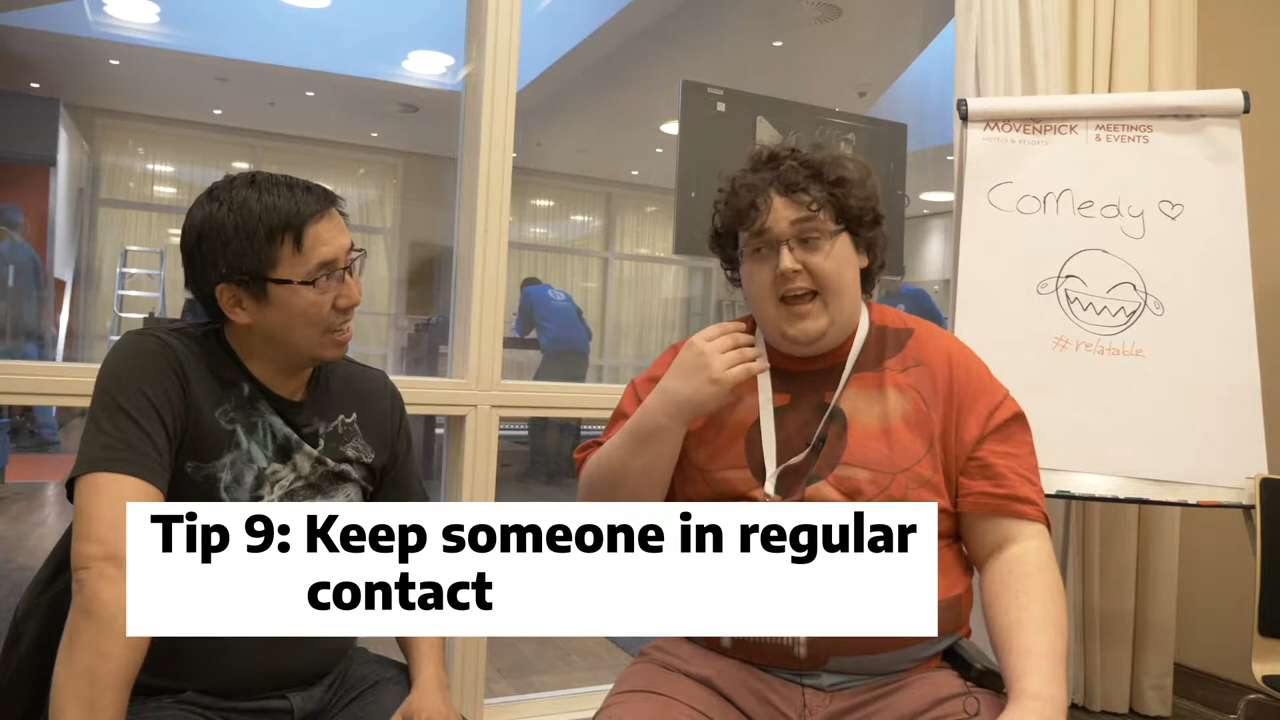 MÖVENPICK
HOTELS & RESORTS
MEETINGS
& EVENTS
Comedy
#relatable
Tip 9: Keep someone in regular
contact